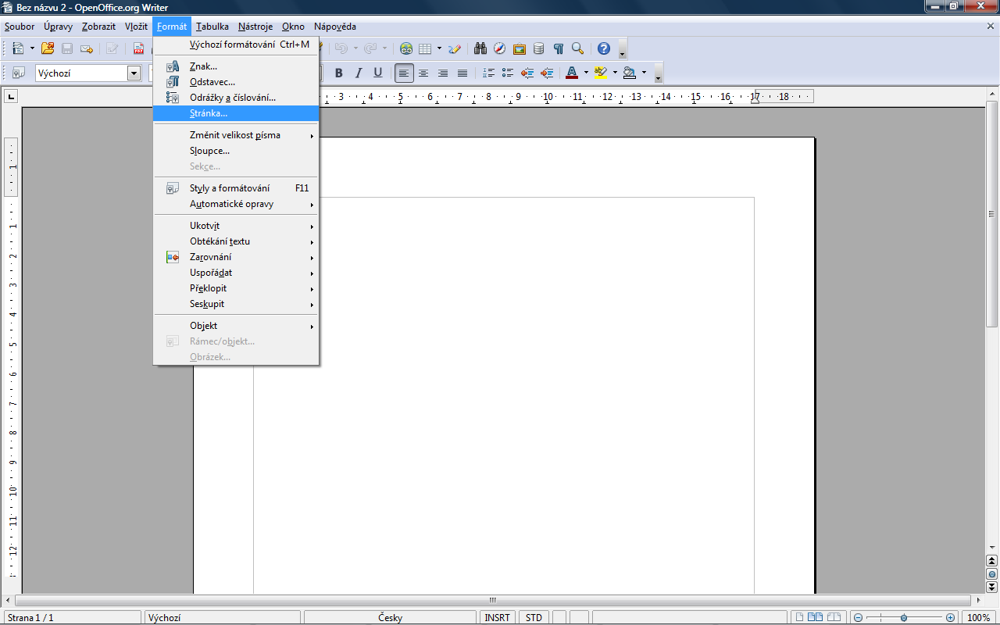 Bez názvu 2 - OpenOffice.org Writer
Soubor Úpravy Zobrazit Vložit Formát Tabulka Nástroje Okno Nápověda
Výchozí formátování Ctrl+M
Výchozí
Znak...
Odstavec...
Odrážky a číslování...
3 4 5 6 7 8 9 10 11 12 13 14 15 16 17 18
Stránka...
Změnit velikost písma
Sloupce...
Sekce...
Styly a formátování F11
Automatické opravy
Ukotvit
Obtékání textu
Zarovnání
Uspořádat
Překlopit
Seskupit
Objekt
Rámec/objekt...
Obrázek...
1
1
2
3
4
5
6
7
8
9
10
11
12
Strana 1 / 1 Výchozí Česky INSRT STD 100%